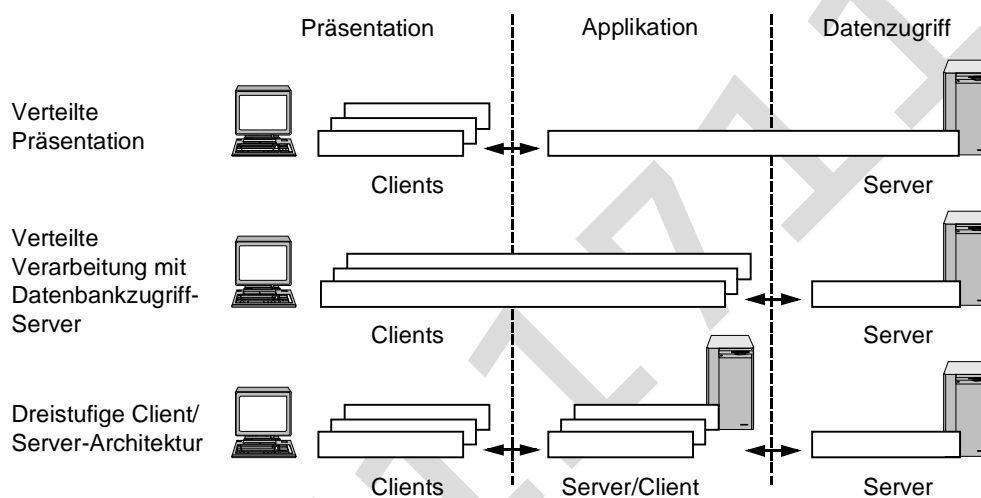 Präsentation
Applikation
Datenzugriff
Verteilte
Präsentation
Clients
Server
Verteilte
Verarbeitung mit
Datenbankzugriff-
Server
Clients
Server
Dreistufige Client/
Server-Architektur
Clients
Server/Client
Server